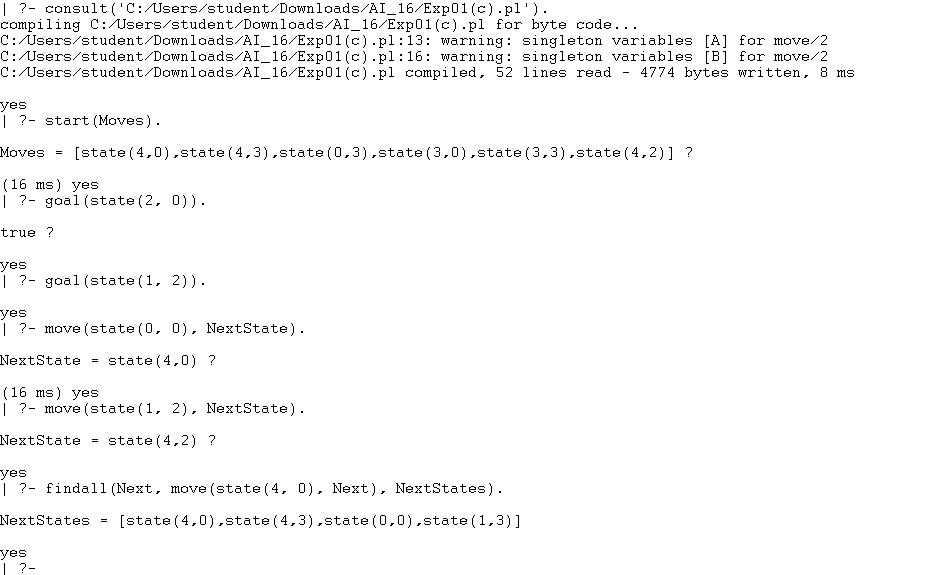 | ?- consult('C:/Users/student/Downloads/AI_16/Exp01(c).pl').
compiling C:/Users/student/Downloads/AI_16/Exp01(c).pl for byte code...
C:/Users/student/Downloads/AI_16/Exp01(c).pl:13: warning: singleton variables [A] for move/2
C:/Users/student/Downloads/AI_16/Exp01(c).pl:16: warning: singleton variables [B] for move/2
C:/Users/student/Downloads/AI_16/Exp01(c).pl compiled, 52 lines read - 4774 bytes written, 8 ms
yes
| ?- start(Moves).
Moves = [state(4,0),state(4,3),state(0,3),state(3,0),state(3,3),state(4,2)] ?
(16 ms) yes
| ?- goal(state(2, 0)).
true ?
yes
| ?- goal(state(1, 2)).
yes
| ?- move(state(0, 0), NextState).
NextState = state(4,0) ?
(16 ms) yes
| ?- move(state(1, 2), NextState).
NextState = state(4,2) ?
yes
| ?- findall(Next, move(state(4, 0), Next), NextStates).
NextStates = [state(4,0),state(4,3),state(0,0),state(1,3)]
yes
| ?-